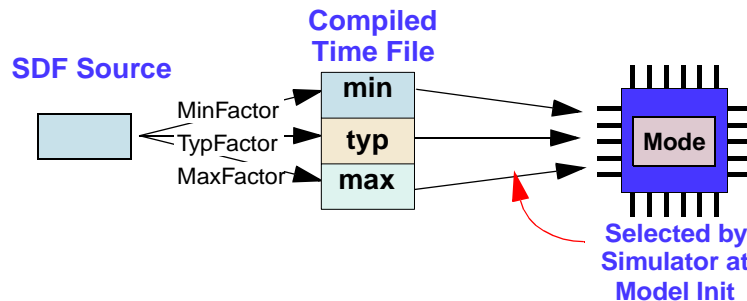 Compiled
Time File
SDF Source
min
MinFactor
typ
TypFactor
Mode
max
MaxFactor
Selected by
Simulator at
Model Init